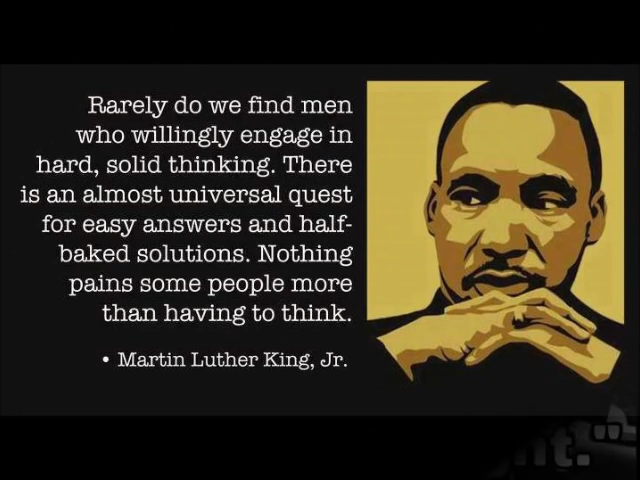 Rarely do we find men
who willingly engage in
hard, solid thinking. There
is an almost universal quest
for easy answers and half-
baked solutions. Nothing
pains some people more
than having to think.
• Martin Luther King, Jr.